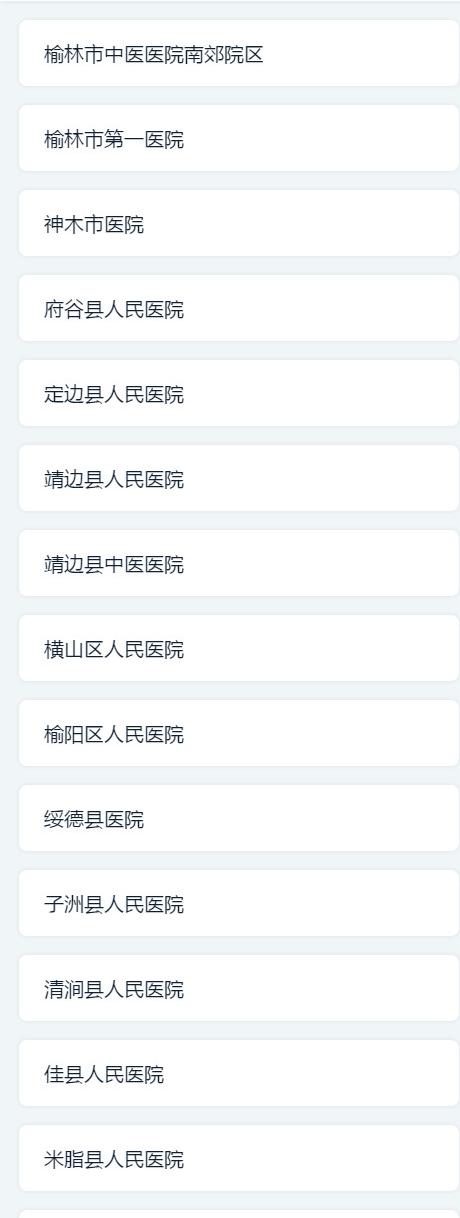 榆林市中医医院南郊院区
榆林市第一医院
神木市医院
府谷县人民医院
定边县人民医院
靖边县人民医院
靖边县中医医院
横山区人民医院
榆阳区人民医院
绥德县医院
子洲县人民医院
清涧县人民医院
佳县人民医院
米脂县人民医院